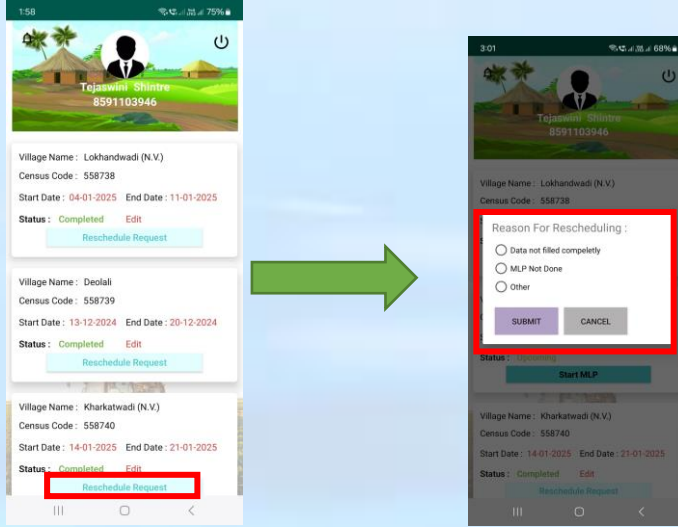 1:58
75%
Tejaswini Shintre
8591103946
Village Name : Lokhandwadi (N.V.)
Census Code : 558738
Start Date : 04-01-2025 End Date : 11-01-2025
Status : Completed Edit
Reschedule Request
Village Name : Deolali
Census Code : 558739
Start Date : 13-12-2024 End Date : 20-12-2024
Status : Completed Edit
Reschedule Request
Village Name : Kharkatwadi (N.V.)
Census Code : 558740
Start Date : 14-01-2025 End Date : 21-01-2025
Status : Completed Edit
Reschedule Request
3:01
68%
Tejaswini Shintre
8591103946
Village Name : Lokhandwadi (N.V.)
Census Code : 558738
Reason For Rescheduling :
Data not filled compeletly
MLP Not Done
Other
SUBMIT CANCEL
Status : Upcoming
Start MLP
Village Name : Kharkatwadi (N.V.)
Census Code : 558740
Start Date : 14-01-2025 End Date : 21-01-2025
Status : Completed Edit
Reschedule Request